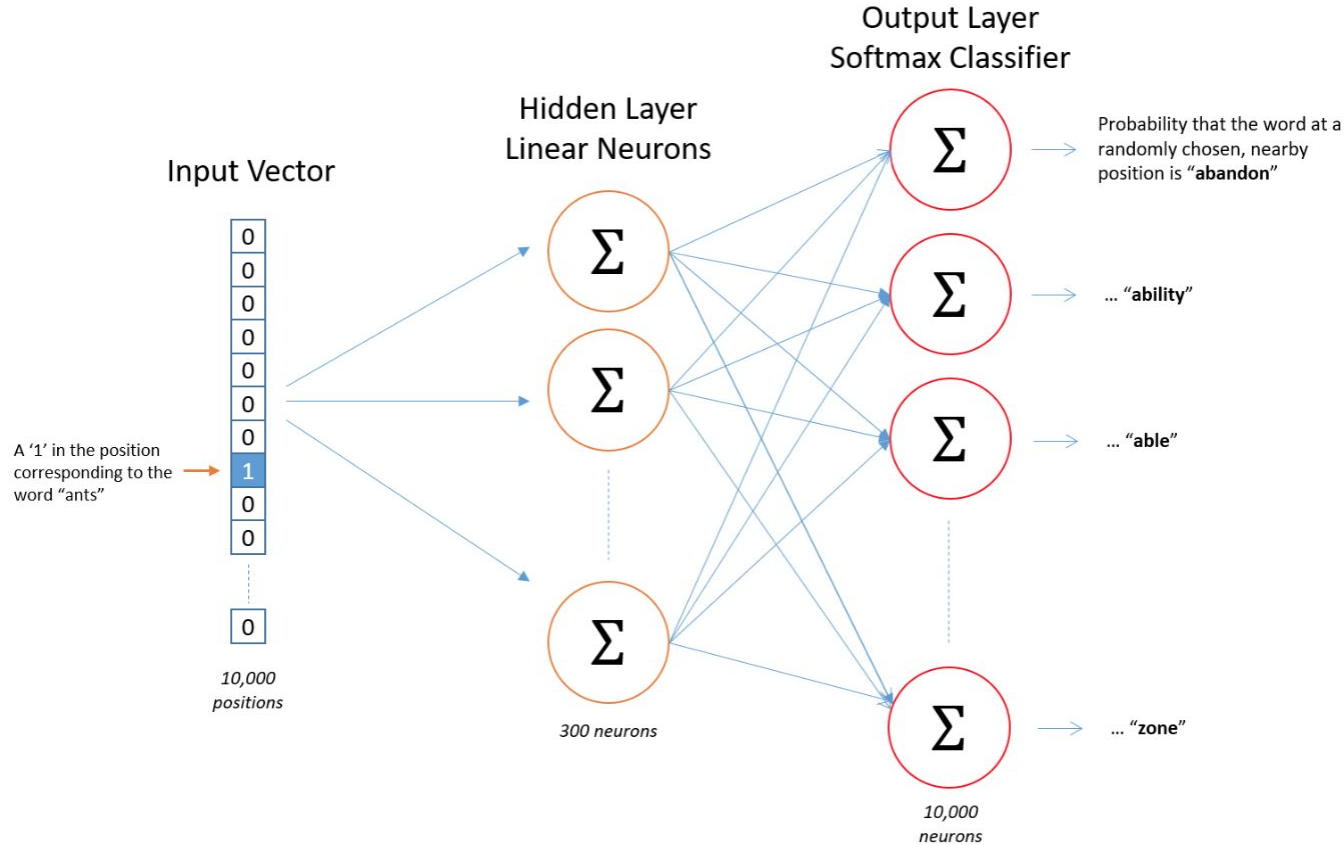 Output Layer
Softmax Classifier
Hidden Layer
Linear Neurons
Input Vector
0
0
0
0
0
0
0
1
0
0
0
A ‘1’ in the position
corresponding to the
word “ants”
10,000
positions
Σ
Σ
Σ
300 neurons
Σ
Σ
Σ
Σ
10,000
neurons
Probability that the word at a
randomly chosen, nearby
position is “abandon”
... “ability”
... “able”
... “zone”